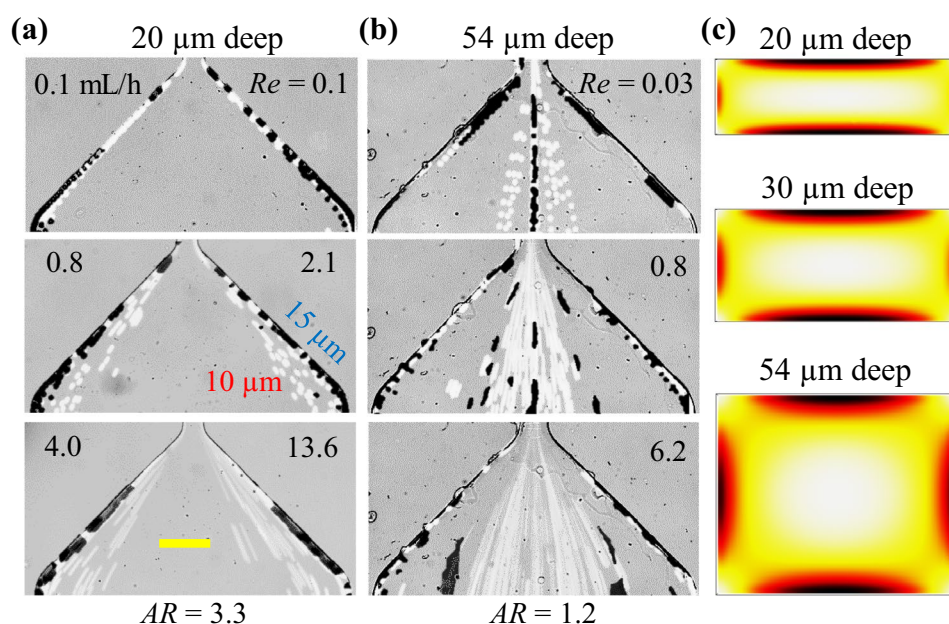 (a)
20 µm deep
0.1 mL/h
Re = 0.1
0.8
2.1
15 µm
10 µm
4.0
13.6
AR = 3.3
(b)
54 µm deep
Re = 0.03
0.8
6.2
AR = 1.2
(c)
20 µm deep
30 µm deep
54 µm deep